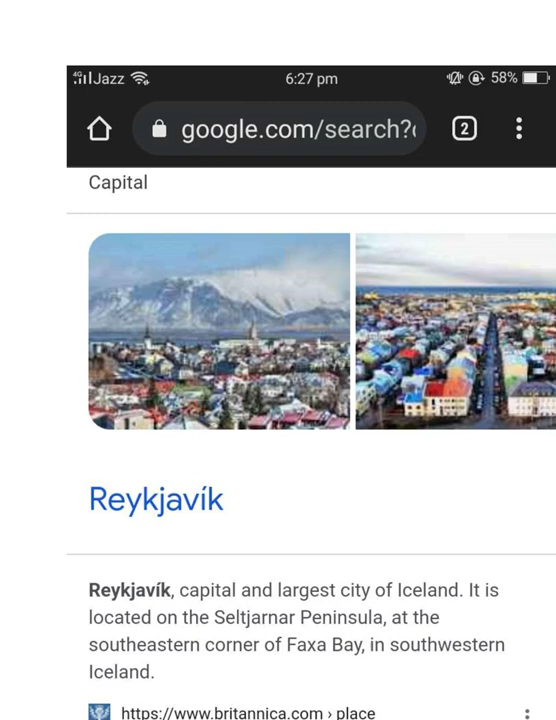 4G Jazz 6:27 pm 58%
google.com/search?
2
Capital
Reykjavík
Reykjavík, capital and largest city of Iceland. It is
located on the Seltjarnar Peninsula, at the
southeastern corner of Faxa Bay, in southwestern
Iceland.
https://www.britannica.com › place